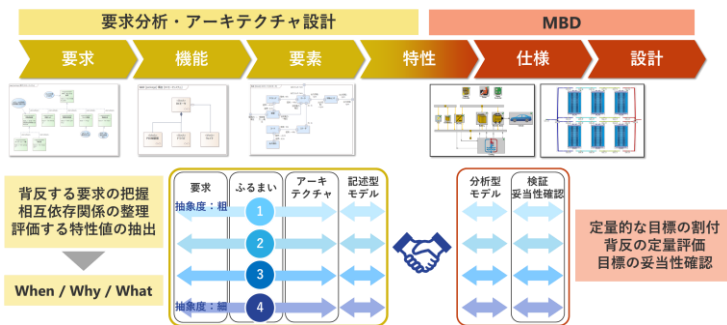 要求分析・アーキテクチャ設計
MBD
要求
機能
要素
特性
仕様
設計
背反する要求の把握
相互依存関係の整理
評価する特性値の抽出
When / Why / What
要求
ふるまい
アーキ
テクチャ
記述型
モデル
抽象度：粗
1
2
3
抽象度：細
4
分析型
モデル
検証
妥当性確認
定量的な目標の割付
背反の定量評価
目標の妥当性確認